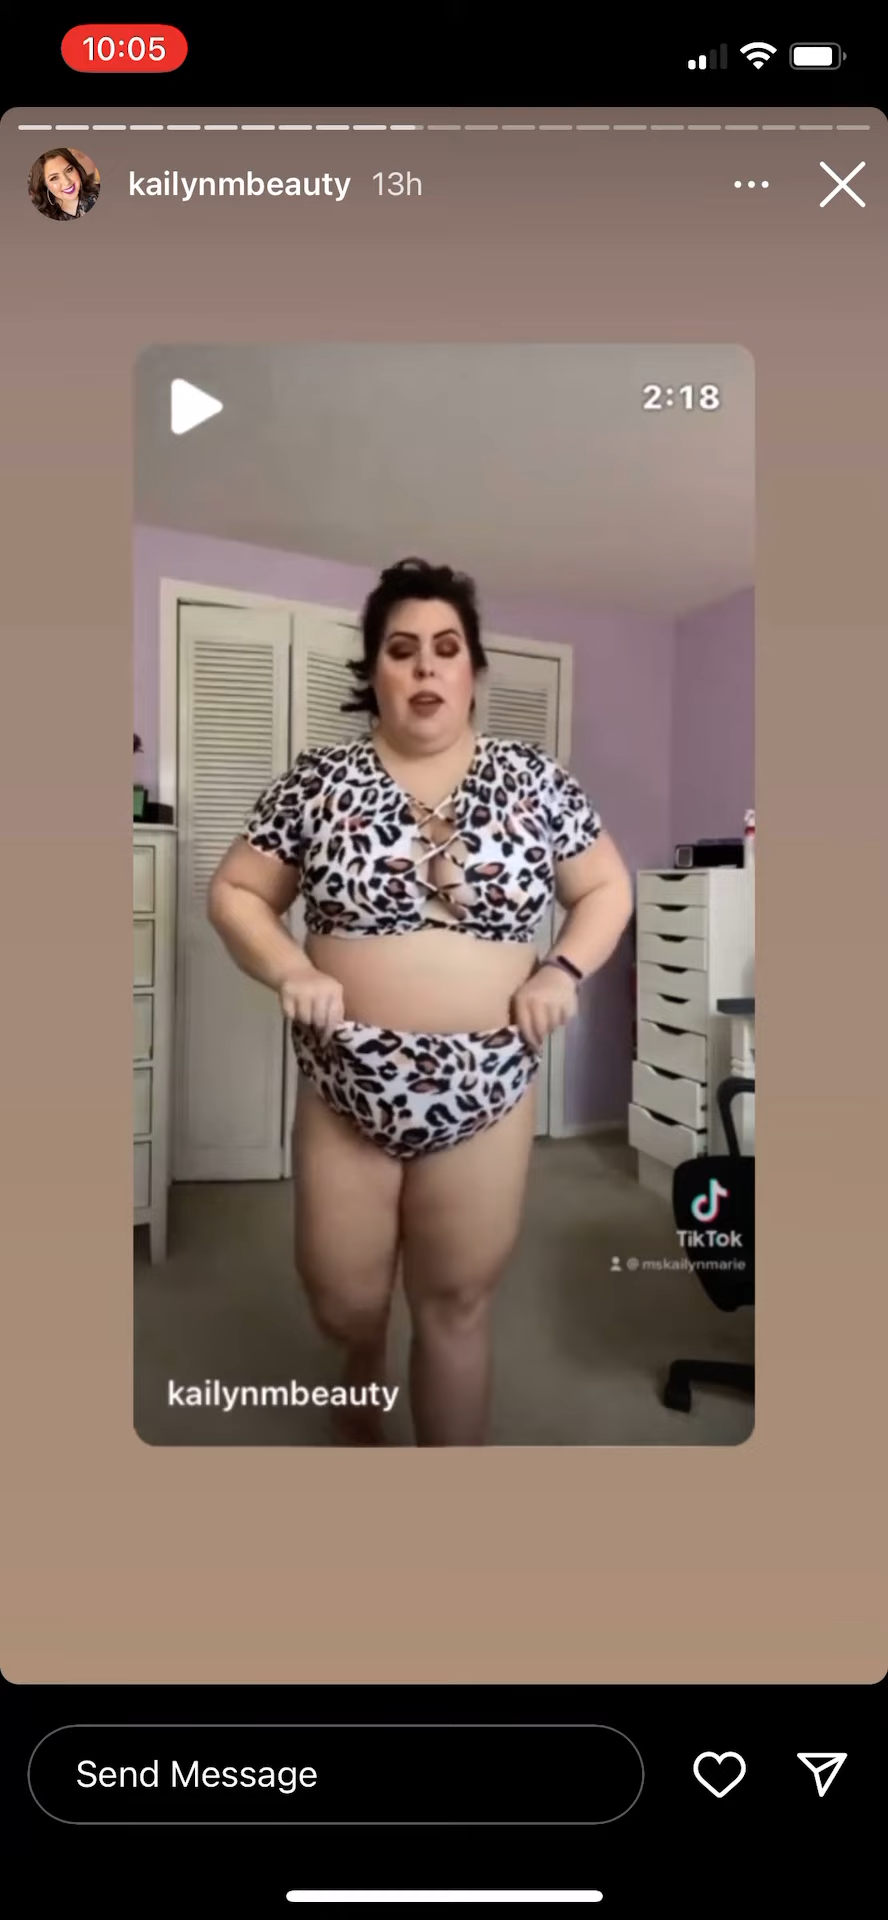 10:05
kailynmbeauty 13h
2:18
TikTok
@mskailynmarie
kailynmbeauty
Send Message